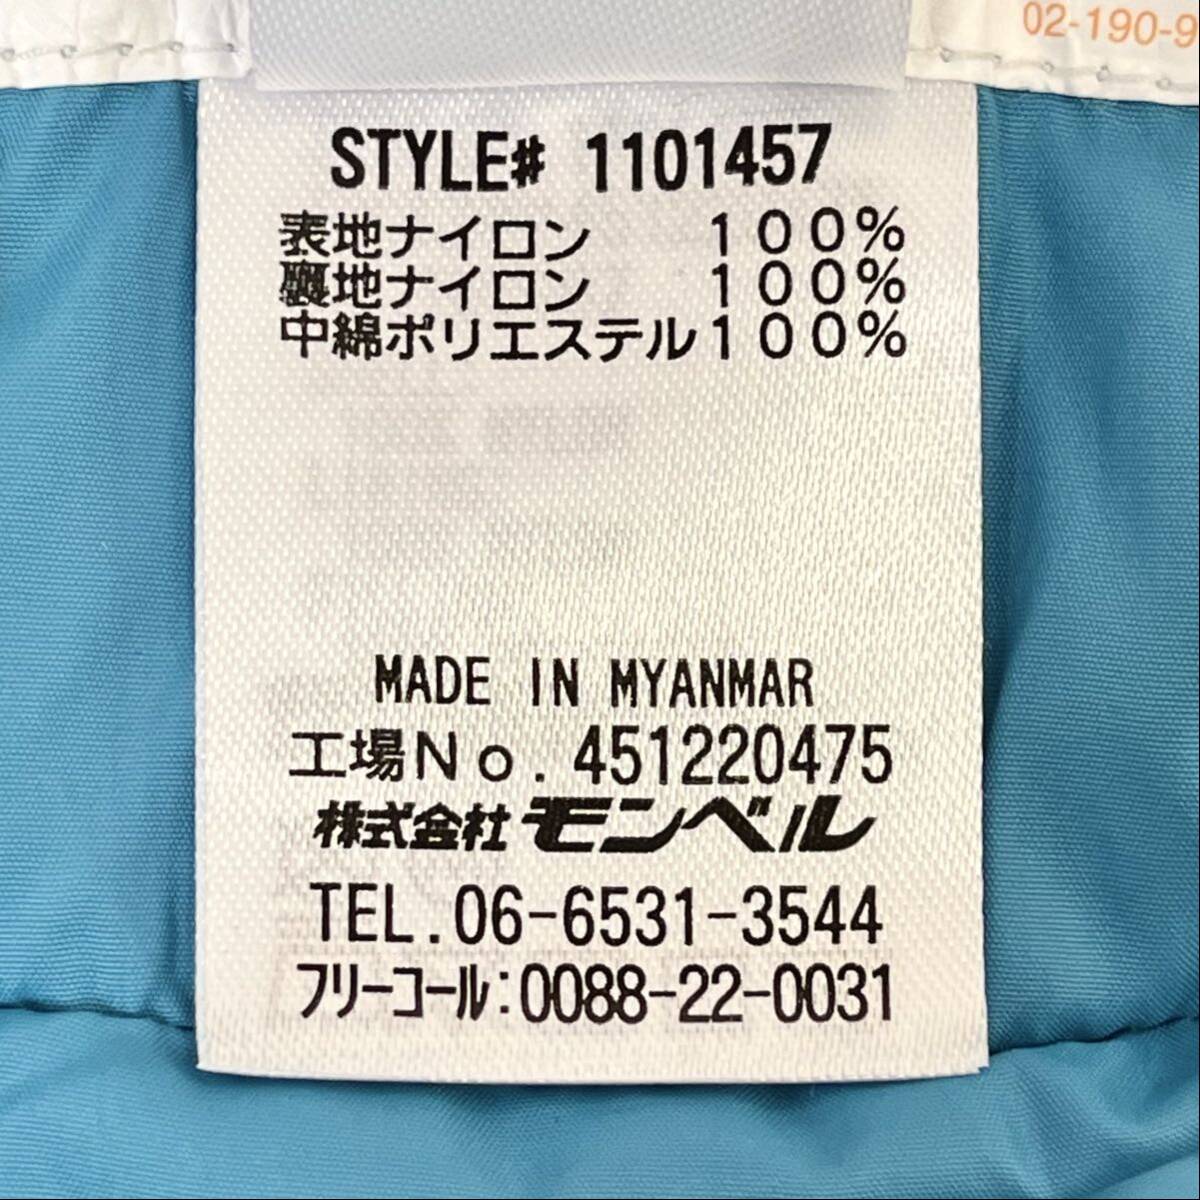 02-190-9
STYLE# 1101457
表地ナイロン 100%
裏地ナイロン 100%
中綿ポリエステル100%
MADE IN MYANMAR
工場No. 451220475
株式会社モンベル
TEL.06-6531-3544
フリーコール:0088-22-0031